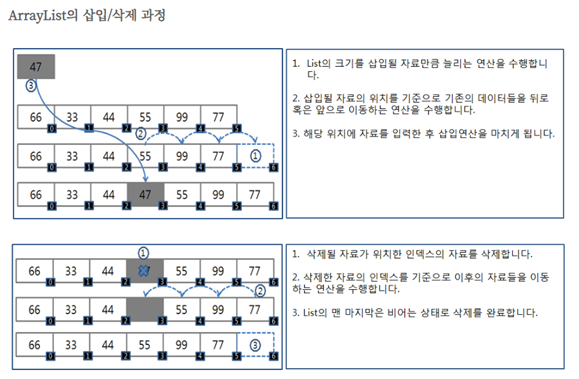 ArrayList의 삽입/삭제 과정
47
③
66 33 44 55 99 77
0 1 2 3 4 5
②
66 33 44 55 99 77 ①
0 1 2 3 4 5 6
66 33 44 47 55 99 77
0 1 2 3 4 5 6
1. List의 크기를 삽입될 자료만큼 늘리는 연산을 수행합니
다.
2. 삽입될 자료의 위치를 기준으로 기존의 데이터들을 뒤로
혹은 앞으로 이동하는 연산을 수행합니다.
3. 해당 위치에 자료를 입력한 후 삽입연산을 마치게 됩니다.
①
66 33 44 55 99 77
0 1 2 3 4 5 6
②
66 33 44 55 99 77
0 1 2 3 4 5 6
66 33 44 55 99 77 ③
0 1 2 3 4 5 6
1. 삭제될 자료가 위치한 인덱스의 자료를 삭제합니다.
2. 삭제한 자료의 인덱스를 기준으로 이후의 자료들을 이동
하는 연산을 수행합니다.
3. List의 맨 마지막은 비어는 상태로 삭제를 완료합니다.